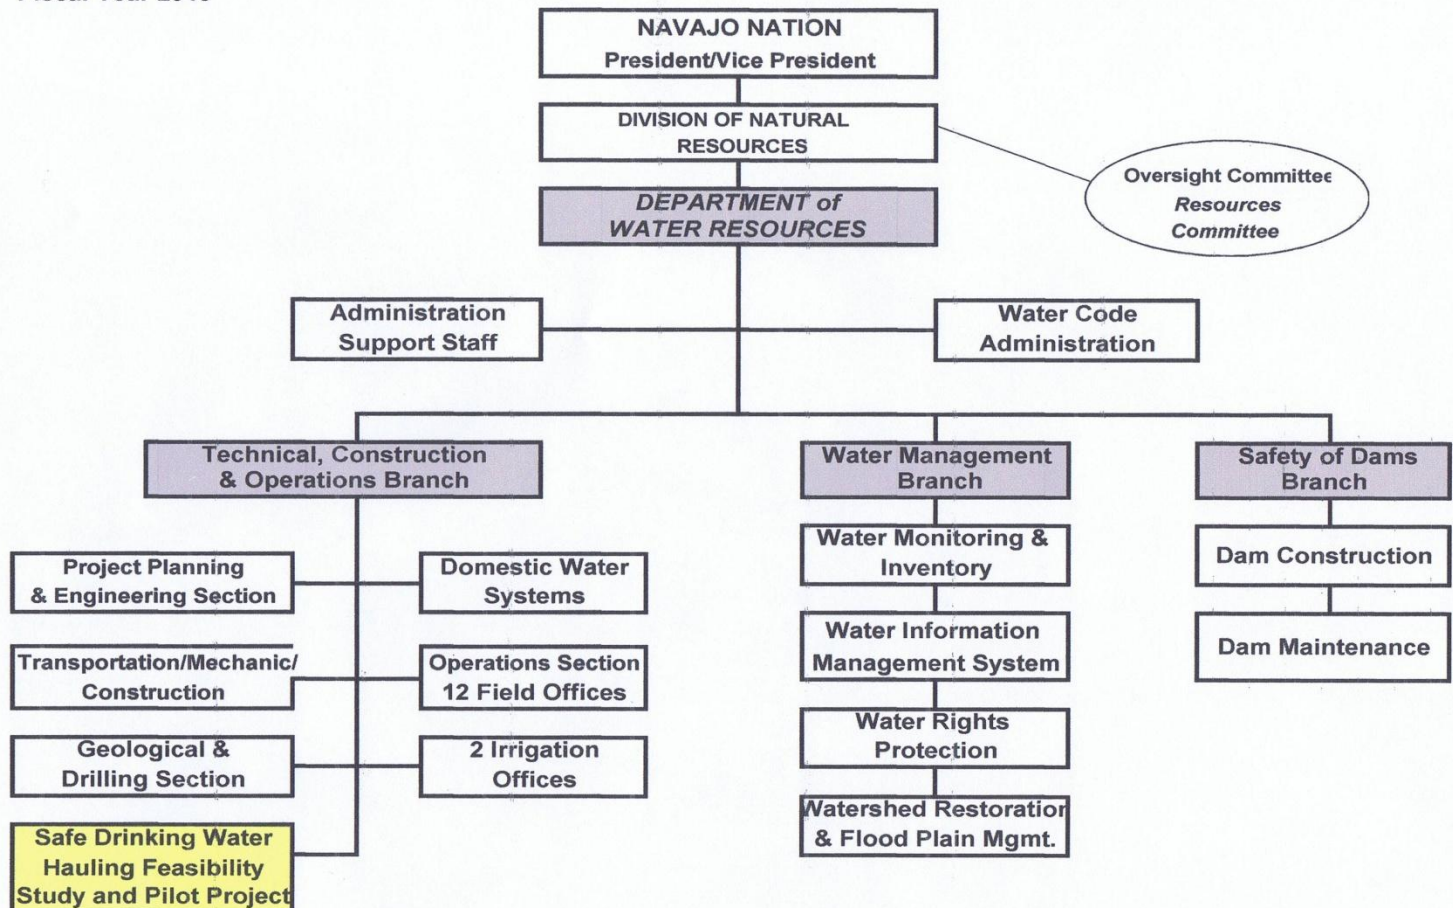 NAVAJO NATION
President/Vice President
DIVISION OF NATURAL
RESOURCES
Oversight Committee
Resources
Committee
DEPARTMENT of
WATER RESOURCES
Administration
Support Staff
Water Code
Administration
Technical, Construction
& Operations Branch
Project Planning
& Engineering Section
Domestic Water
Systems
Transportation/Mechanic/
Construction
Operations Section
12 Field Offices
Geological &
Drilling Section
2 Irrigation
Offices
Safe Drinking Water
Hauling Feasibility
Study and Pilot Project
Water Management
Branch
Water Monitoring &
Inventory
Water Information
Management System
Water Rights
Protection
Watershed Restoration
& Flood Plain Mgmt.
Safety of Dams
Branch
Dam Construction
Dam Maintenance